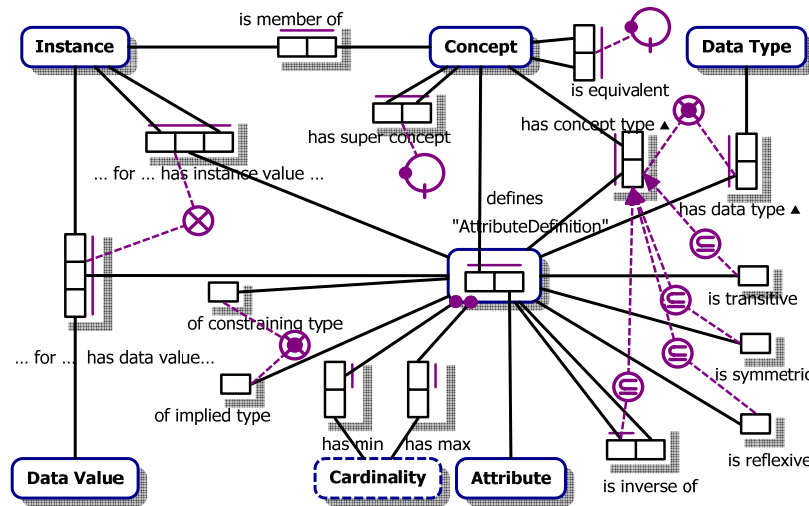 is member of
Instance
Concept
Data Type
is equivalent
has super concept
has concept type ▲
... for ... has instance value ...
defines
"AttributeDefinition"
has data type ▲
is transitive
of constraining type
... for ... has data value...
is symmetric
of implied type
has min
has max
is reflexive
Data Value
Cardinality
Attribute
is inverse of